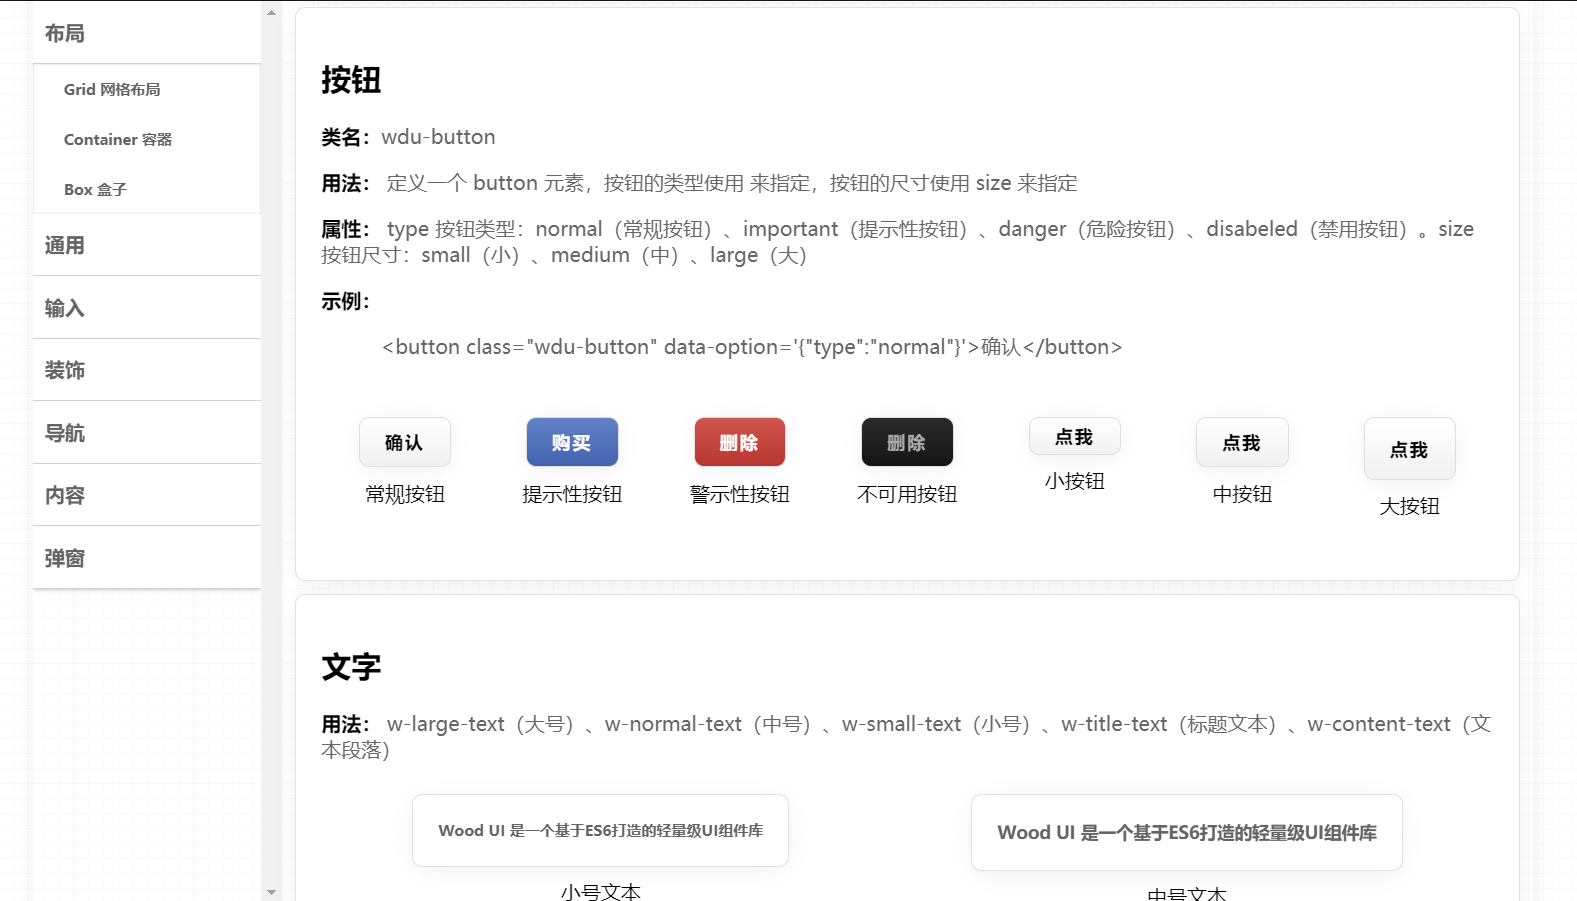 布局
Grid 网格布局
Container 容器
Box 盒子
通用
输入
装饰
导航
内容
弹窗
按钮
类名：wdu-button
用法： 定义一个 button 元素，按钮的类型使用 来指定，按钮的尺寸使用 size 来指定
属性： type 按钮类型：normal（常规按钮）、important（提示性按钮）、danger（危险按钮）、disabeled（禁用按钮）。size
按钮尺寸：small（小）、medium（中）、large（大）
示例：
<button class="wdu-button" data-option='{"type":"normal"}'>确认</button>
确认
购买
删除
删除
点我
点我
点我
常规按钮
提示性按钮
警示性按钮
不可用按钮
小按钮
中按钮
大按钮
文字
用法： w-large-text（大号）、w-normal-text（中号）、w-small-text（小号）、w-title-text（标题文本）、w-content-text（文
本段落）
Wood UI 是一个基于ES6打造的轻量级UI组件库
Wood UI 是一个基于ES6打造的轻量级UI组件库
小号文本
中号文本